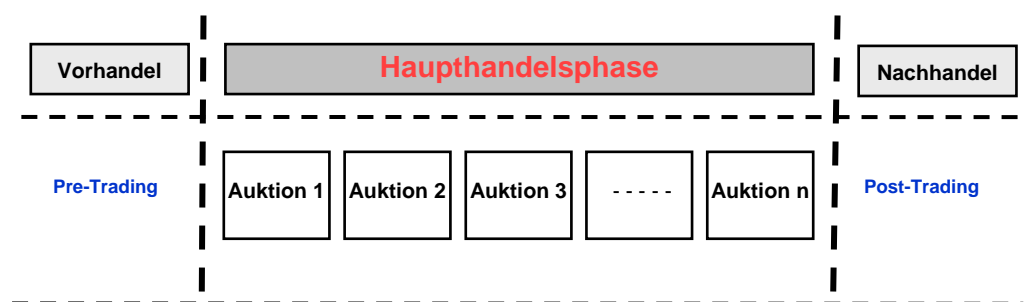 Vorhandel
Haupthandelsphase
Nachhandel
Pre-Trading
Auktion 1
Auktion 2
Auktion 3
- - - - -
Auktion n
Post-Trading